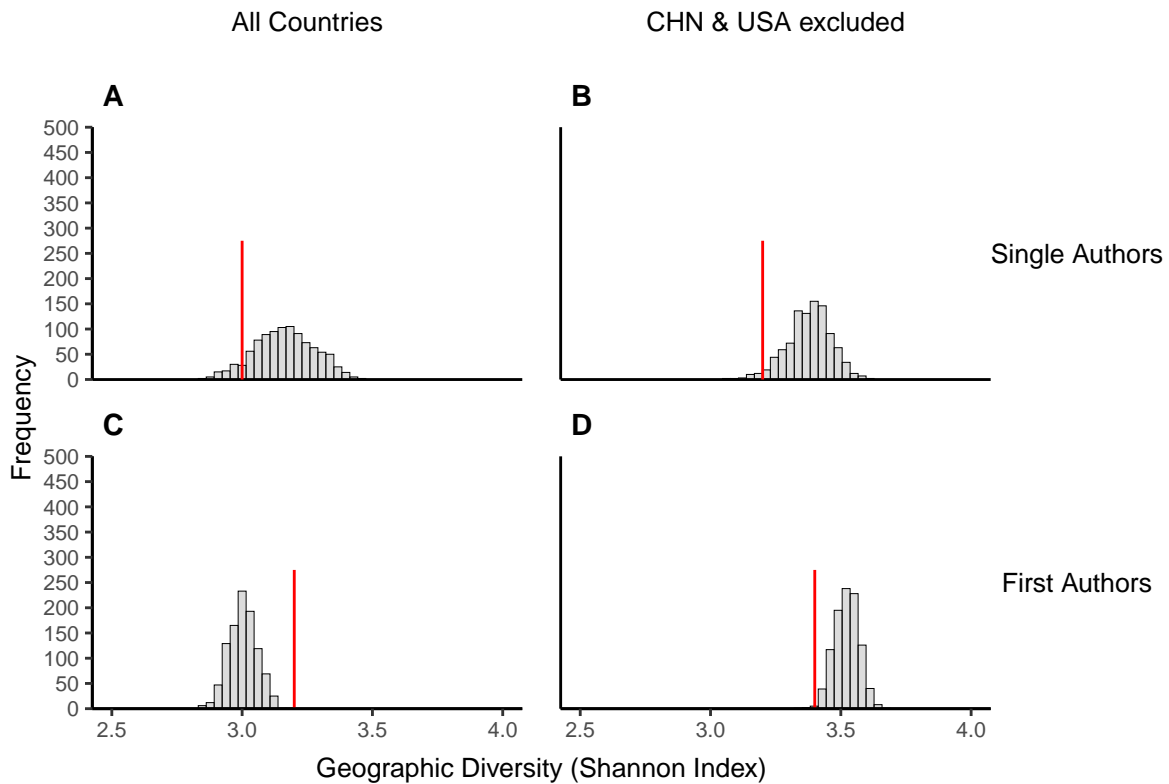 All Countries
CHN & USA excluded
A
B
500
450
400
350
300
250
200
150
100
50
0
Single Authors
Frequency
C
D
500
450
400
350
300
250
200
150
100
50
0
First Authors
2.5 3.0 3.5 4.0
2.5 3.0 3.5 4.0
Geographic Diversity (Shannon Index)